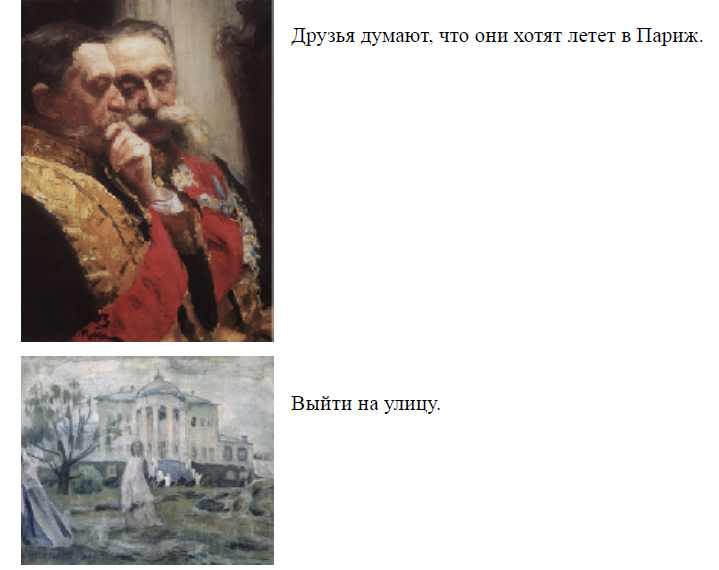 Друзья думают, что они хотят летет в Париж.
Выйти на улицу.